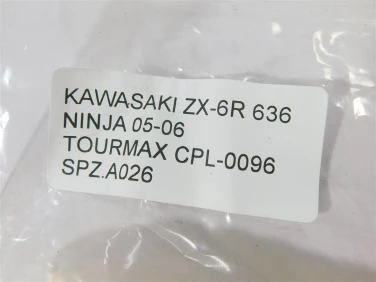 KAWASAKI ZX-6R 636
NINJA 05-06
TOURMAX CPL-0096
SPZ.A026